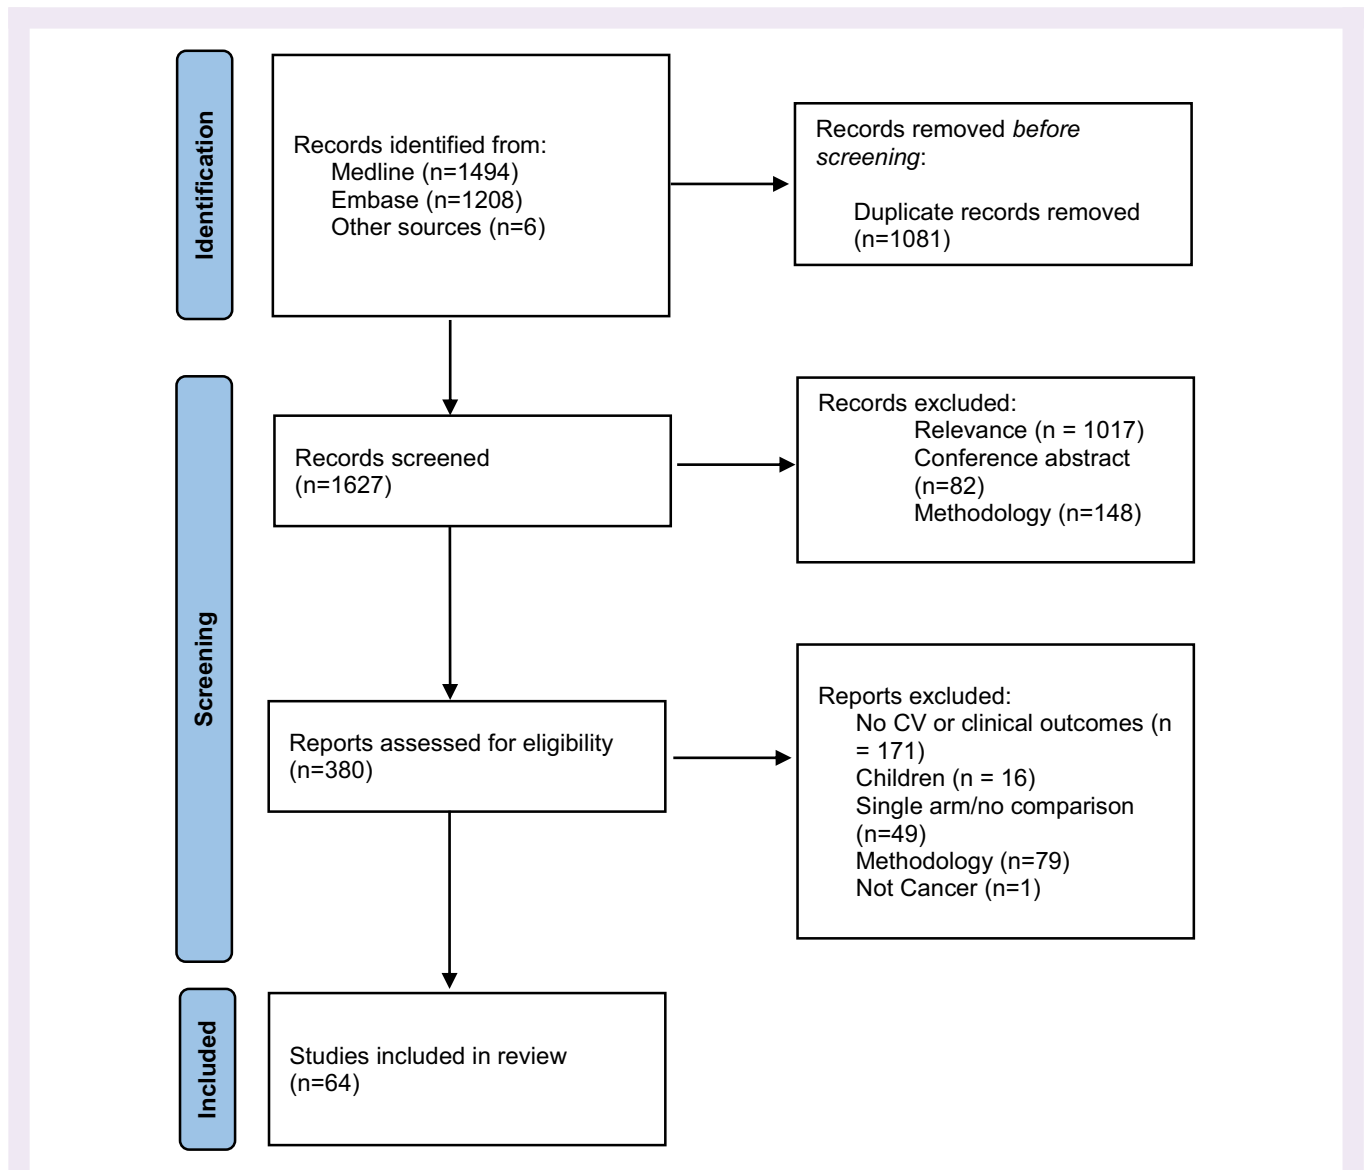 Identification
Records identified from:
Medline (n=1494)
Embase (n=1208)
Other sources (n=6)
Records removed before
screening:
Duplicate records removed
(n=1081)
Screening
Records screened
(n=1627)
Records excluded:
Relevance (n = 1017)
Conference abstract
(n=82)
Methodology (n=148)
Reports assessed for eligibility
(n=380)
Reports excluded:
No CV or clinical outcomes (n
= 171)
Children (n = 16)
Single arm/no comparison
(n=49)
Methodology (n=79)
Not Cancer (n=1)
Included
Studies included in review
(n=64)